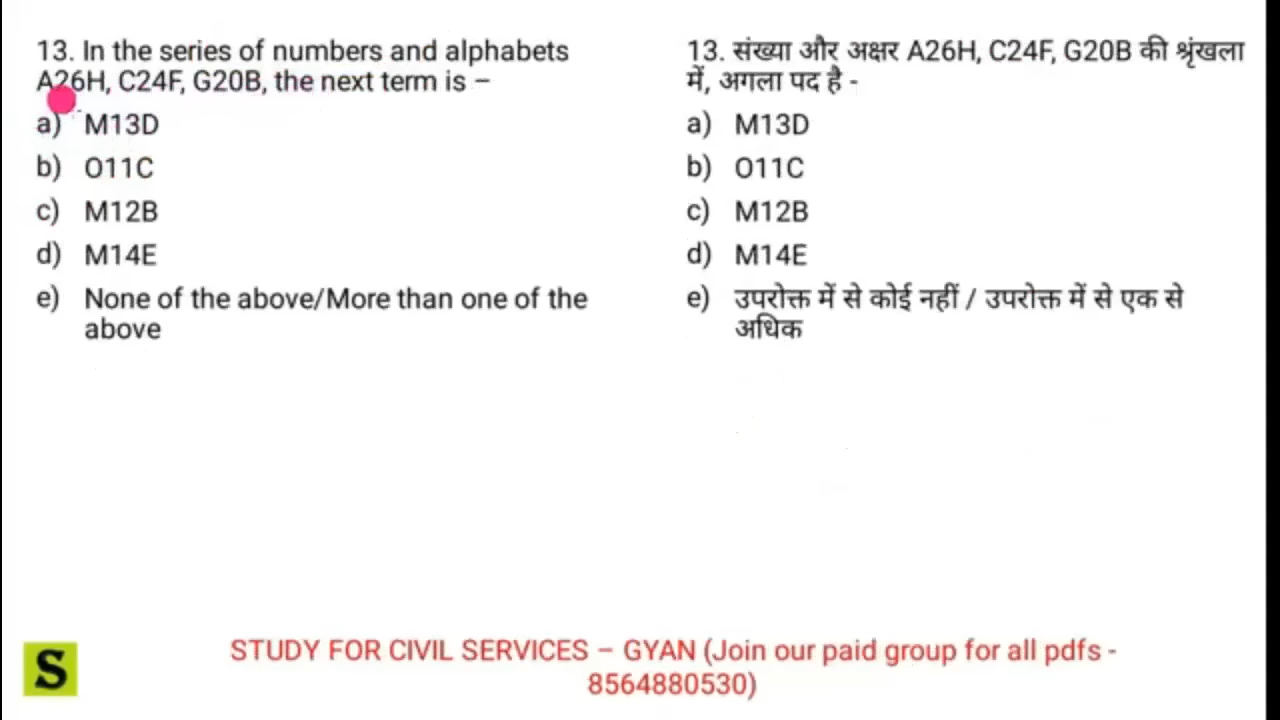 13. In the series of numbers and alphabets
A26H, C24F, G20B, the next term is –
a) M13D
b) O11C
c) M12B
d) M14E
e) None of the above/More than one of the
above
13. संख्या और अक्षर A26H, C24F, G20B की श्रृंखला
में, अगला पद है -
a) M13D
b) O11C
c) M12B
d) M14E
e) उपरोक्त में से कोई नहीं / उपरोक्त में से एक से
अधिक
S
STUDY FOR CIVIL SERVICES – GYAN (Join our paid group for all pdfs -
8564880530)